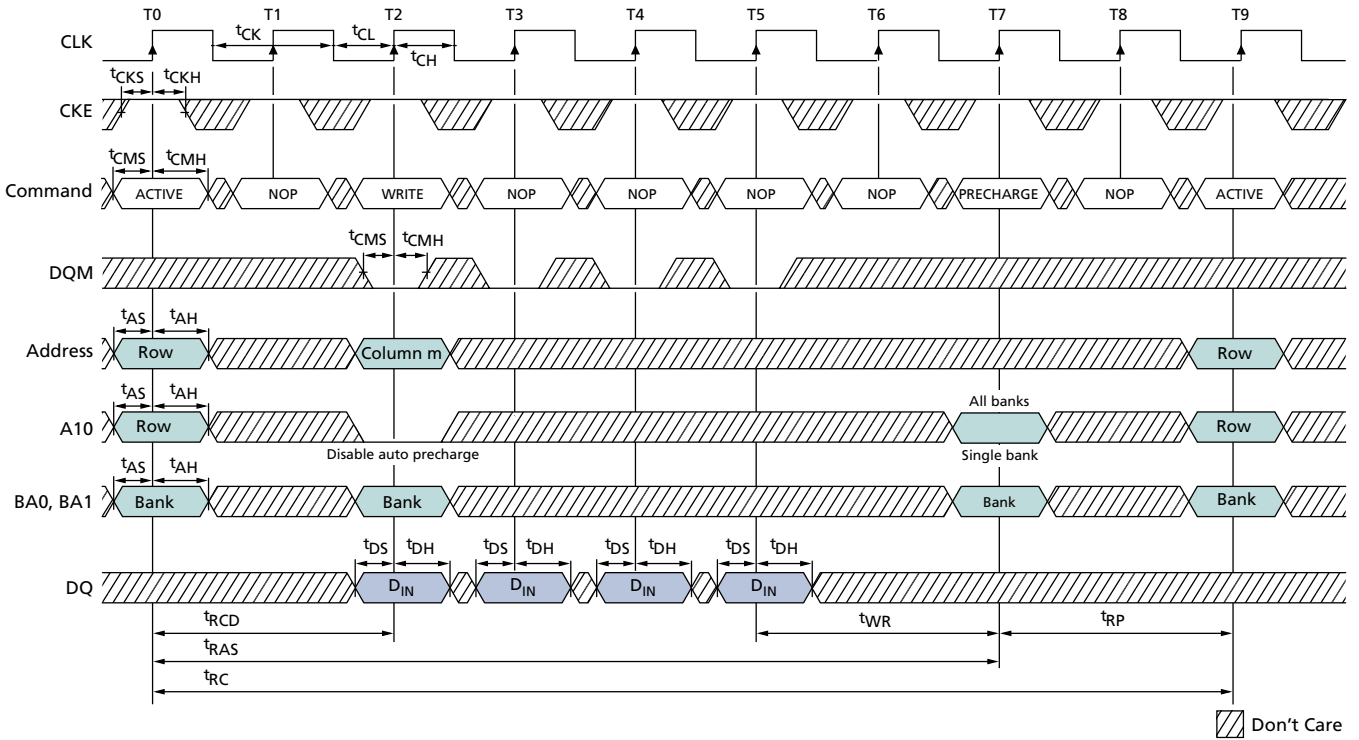 T0 T1 T2 T3 T4 T5 T6 T7 T8 T9
CLK
tCK tCL
tCH
tCKS tCKH
CKE
tCMS tCMH
Command
ACTIVE NOP WRITE NOP NOP NOP NOP PRECHARGE NOP ACTIVE
tCMS tCMH
DQM
tAS tAH
Address
Row Column m Row
tAS tAH
All banks
A10
Row Row
Disable auto precharge
Single bank
tAS tAH
BA0, BA1
Bank Bank Bank Bank
tDS tDH tDS tDH tDS tDH tDS tDH
DQ
DIN DIN DIN DIN
tRCD tWR tRP
tRAS
tRC
Don't Care